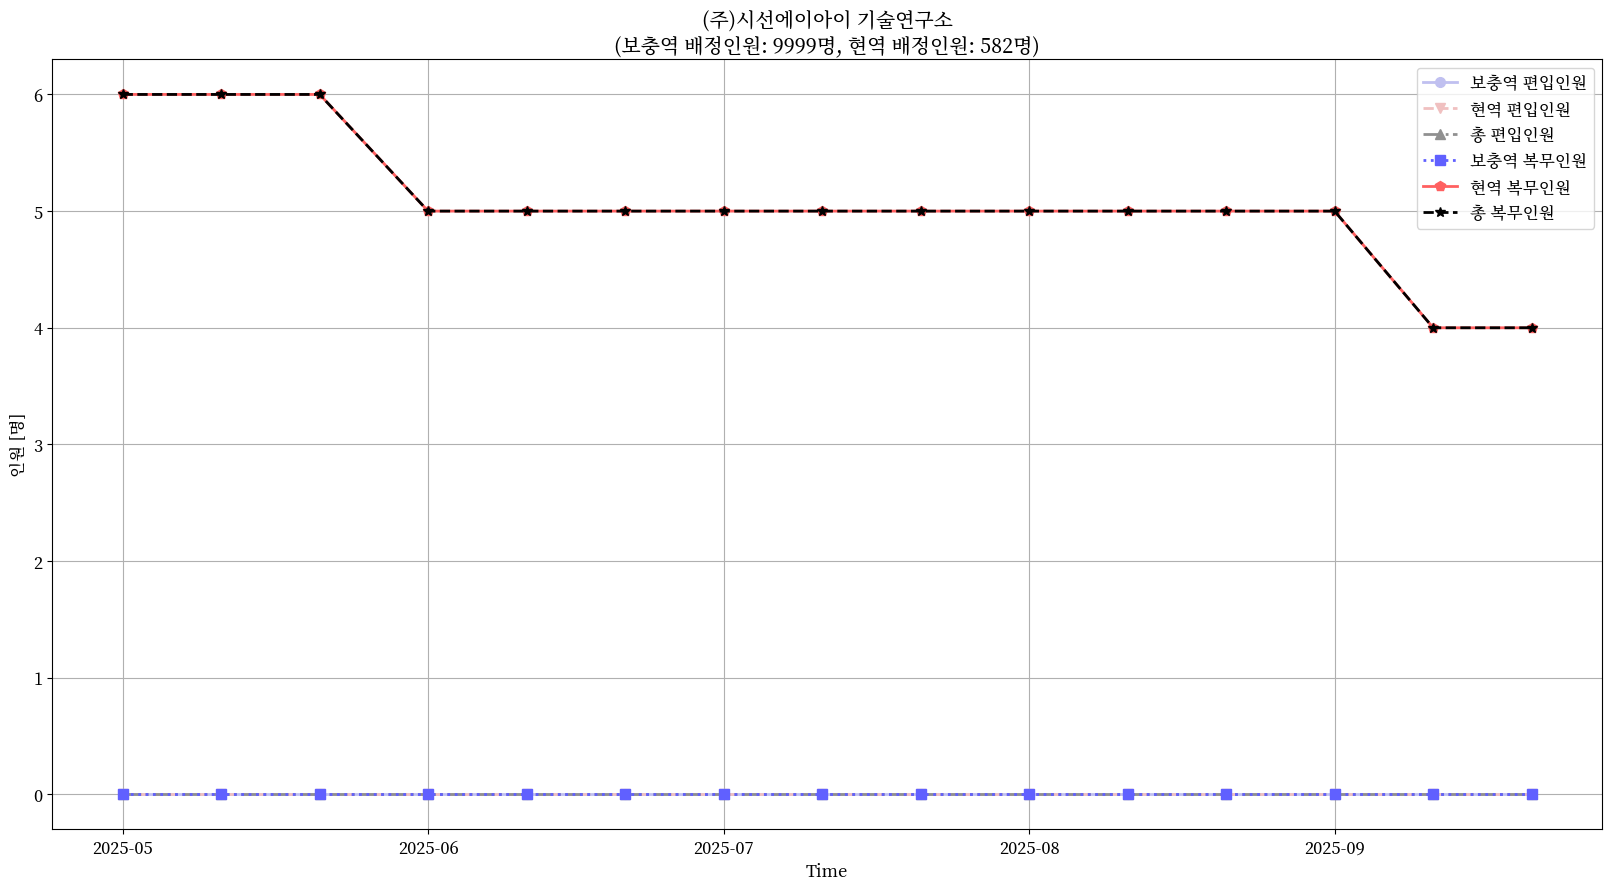 (주)시선에이아이 기술연구소
(보충역 배정인원: 9999명, 현역 배정인원: 582명)
보충역 편입인원
현역 편입인원
총 편입인원
보충역 복무인원
현역 복무인원
총 복무인원
인원 [명]
6
5
4
3
2
1
0
2025-05
2025-06
2025-07
2025-08
2025-09
Time